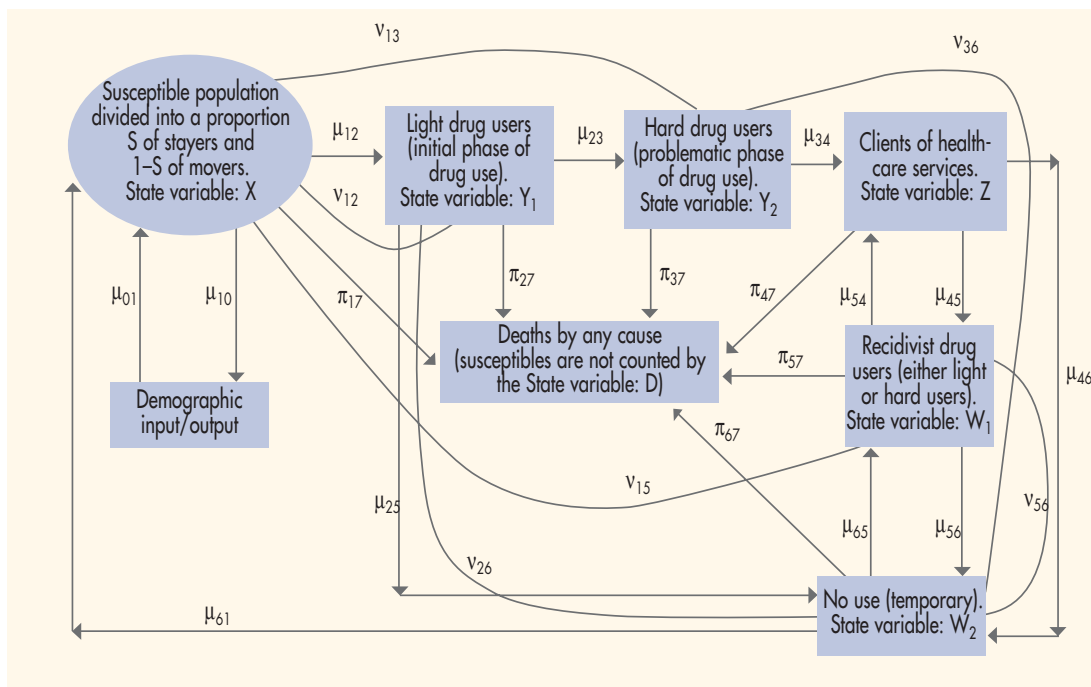 ν13
ν36
Susceptible population
divided into a proportion
S of stayers and
1–S of movers.
State variable: X
μ12
ν12
Light drug users
(initial phase of
drug use).
State variable: Y1
μ23
Hard drug users
(problematic phase
of drug use).
State variable: Y2
μ34
Clients of health-
care services.
State variable: Z
μ01
μ10
π17
π27
π37
π47
μ54
μ45
Demographic
input/output
Deaths by any cause
(susceptibles are not counted by
the State variable: D)
π57
Recidivist drug
users (either light
or hard users).
State variable: W1
μ46
π67
μ25
ν15
ν26
μ65
μ56
ν56
μ61
No use (temporary).
State variable: W2